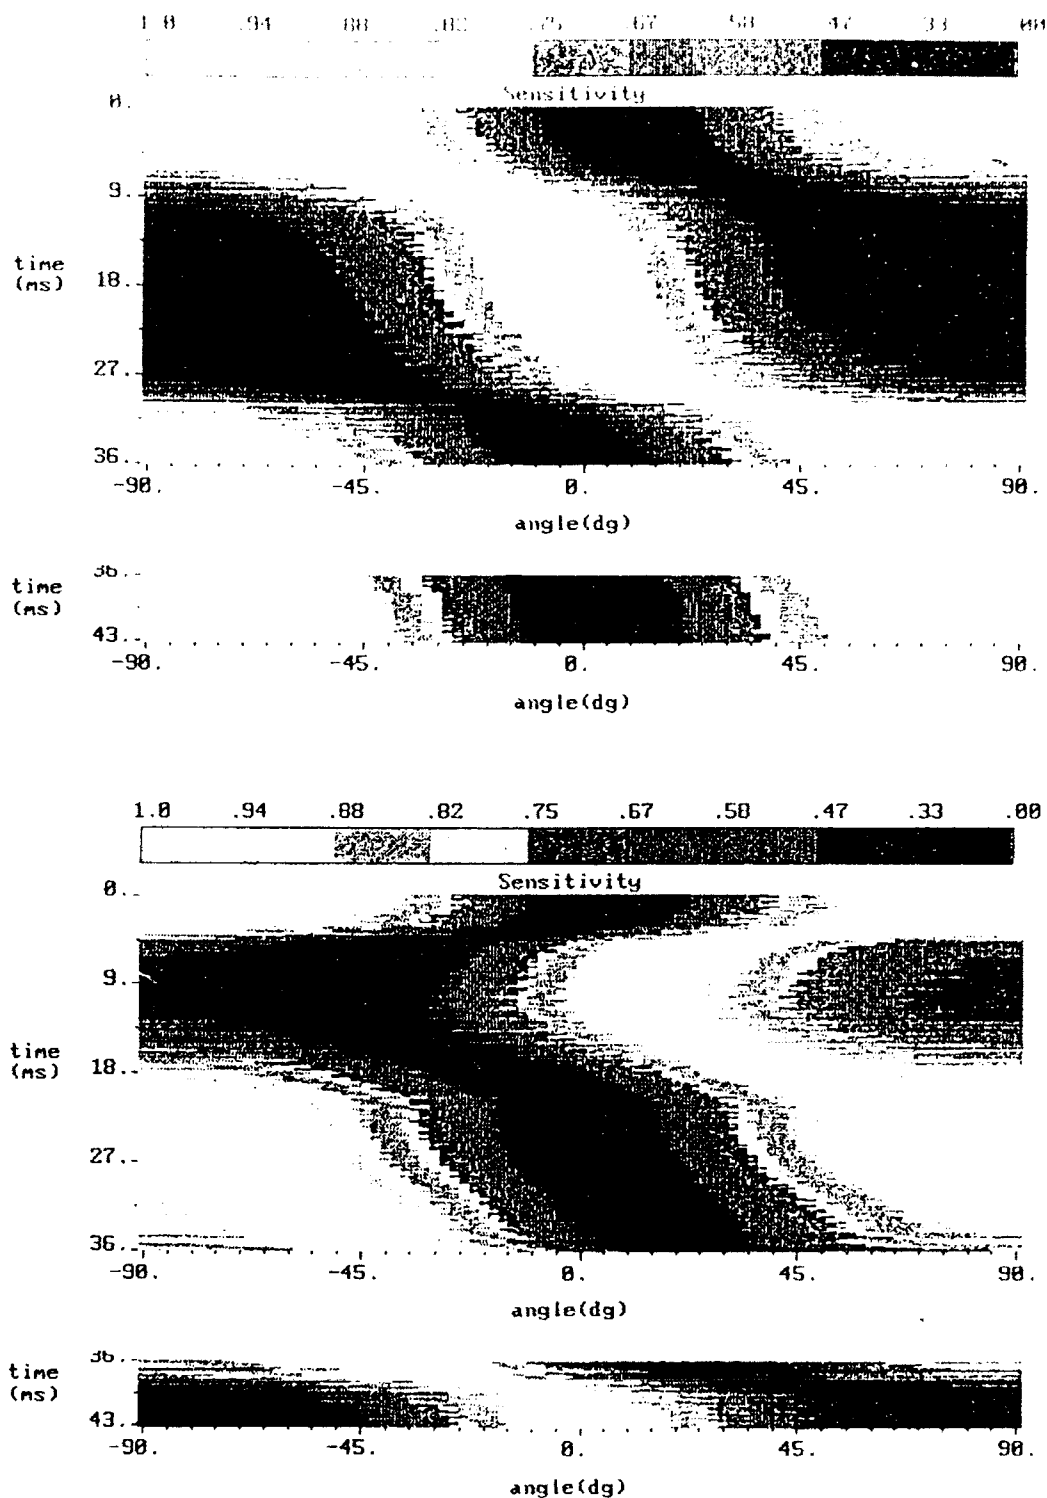 1.0 .94 .88 .82 .75 .67 .58 .47 .33 .00
Sensitivity
0.
9.
time
(ms)
18.
27.
36.
-90. -45. 0. 45. 90.
angle(dg)
time
(ms)
36.
43.
-90. -45. 0. 45. 90.
angle(dg)
1.0 .94 .88 .82 .75 .67 .58 .47 .33 .00
Sensitivity
0.
9.
time
(ms)
18.
27.
36.
-90. -45. 0. 45. 90.
angle(dg)
time
(ms)
36.
43.
-90. -45. 0. 45. 90.
angle(dg)